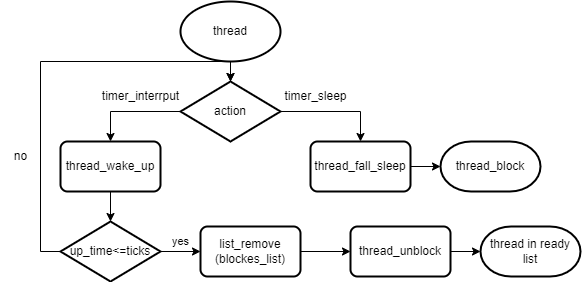 thread
timer_interrput
action
timer_sleep
no
thread_wake_up
thread_fall_sleep
thread_block
up_time<=ticks
yes
list_remove
(blockes_list)
thread_unblock
thread in ready
list